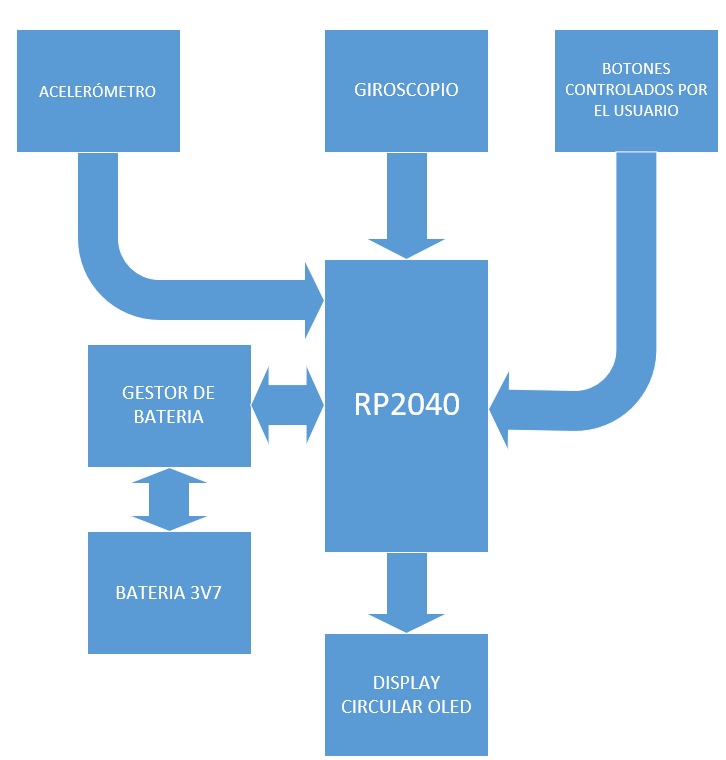 ACELERÓMETRO
GIROSCOPIO
BOTONES
CONTROLADOS POR
EL USUARIO
GESTOR DE
BATERIA
RP2040
BATERIA 3V7
DISPLAY
CIRCULAR OLED